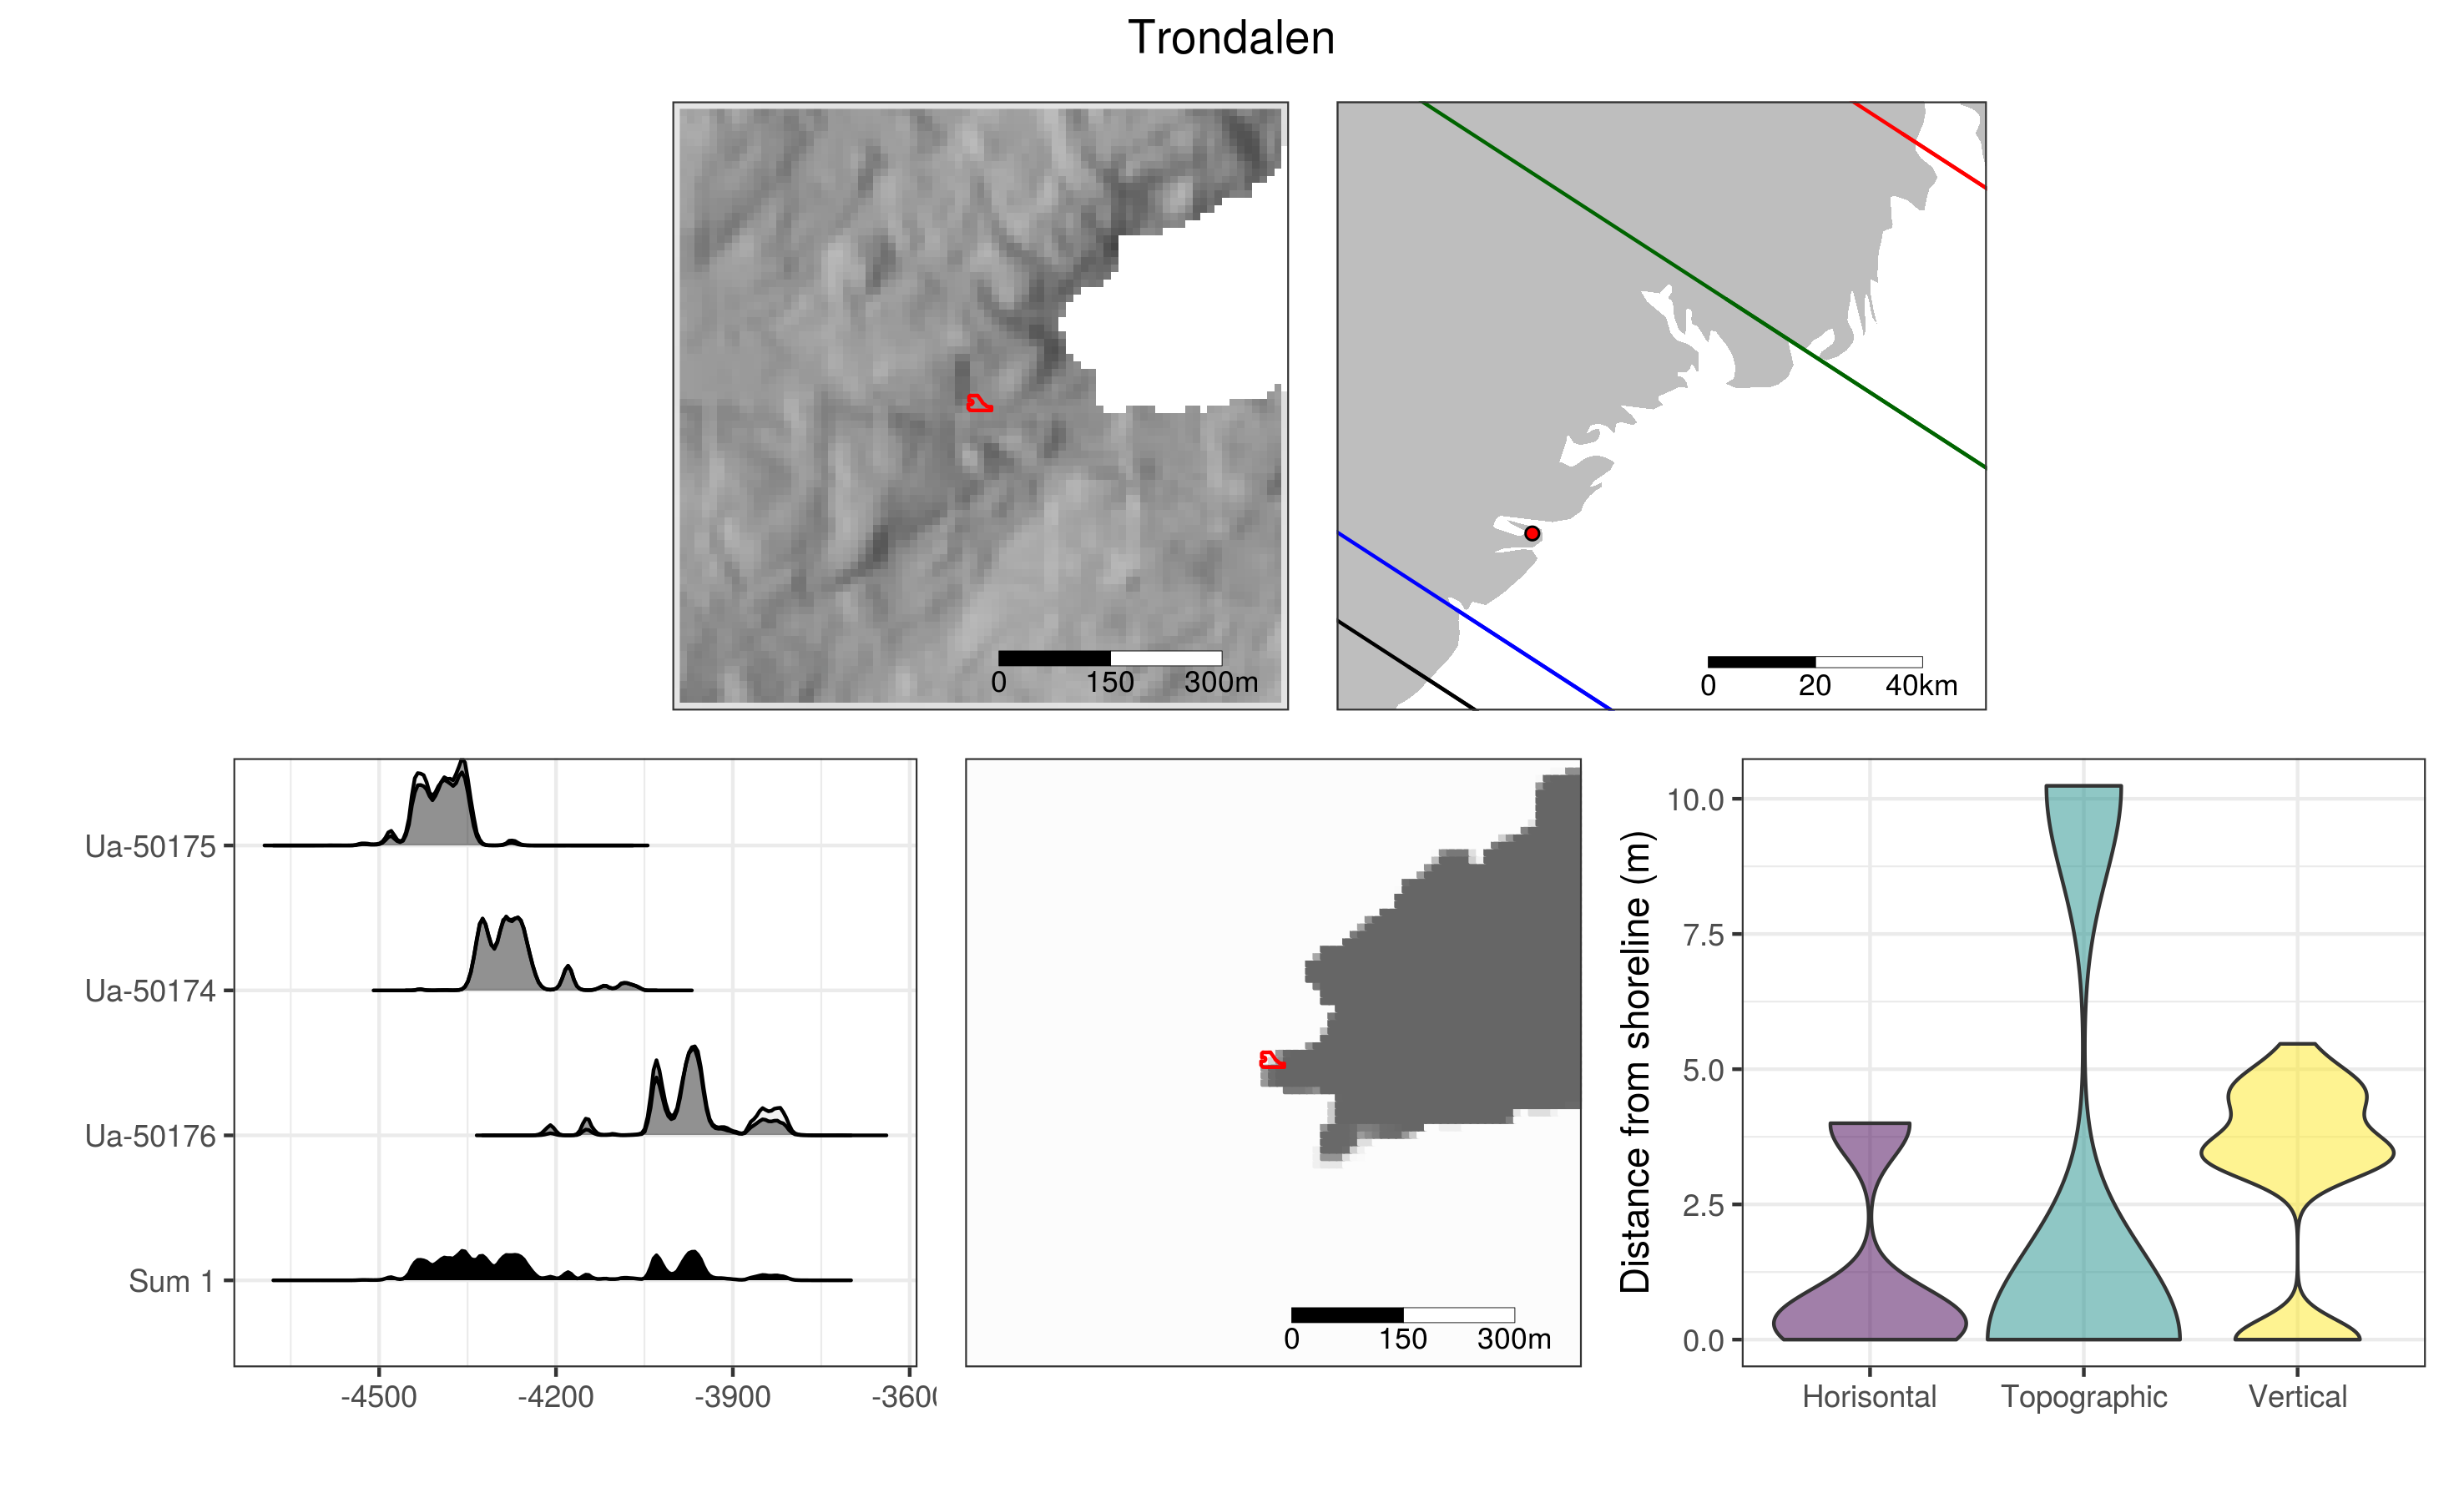 Trondalen
0 150 300m
0 20 40km
Ua-50175
Ua-50174
Ua-50176
Sum 1
-4500 -4200 -3900 -360
0 150 300m
Distance from shoreline (m)
10.0
7.5
5.0
2.5
0.0
Horisontal Topographic Vertical